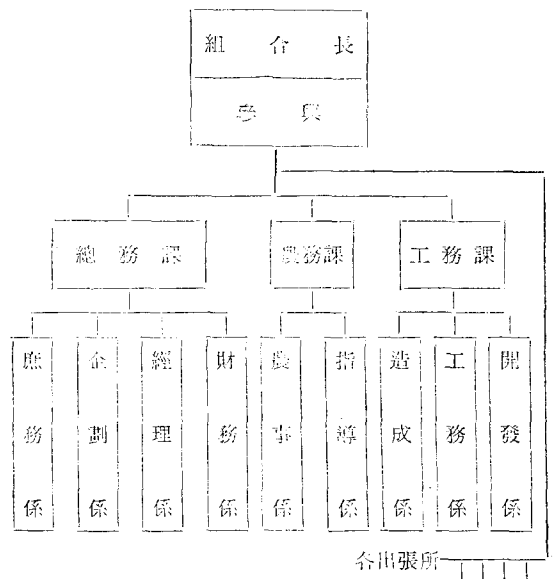 組合長
參與
總務課
農務課
工務課
庶務係
企劃係
經理係
財務係
農事係
指導係
造成係
工務係
開發係
各出張所